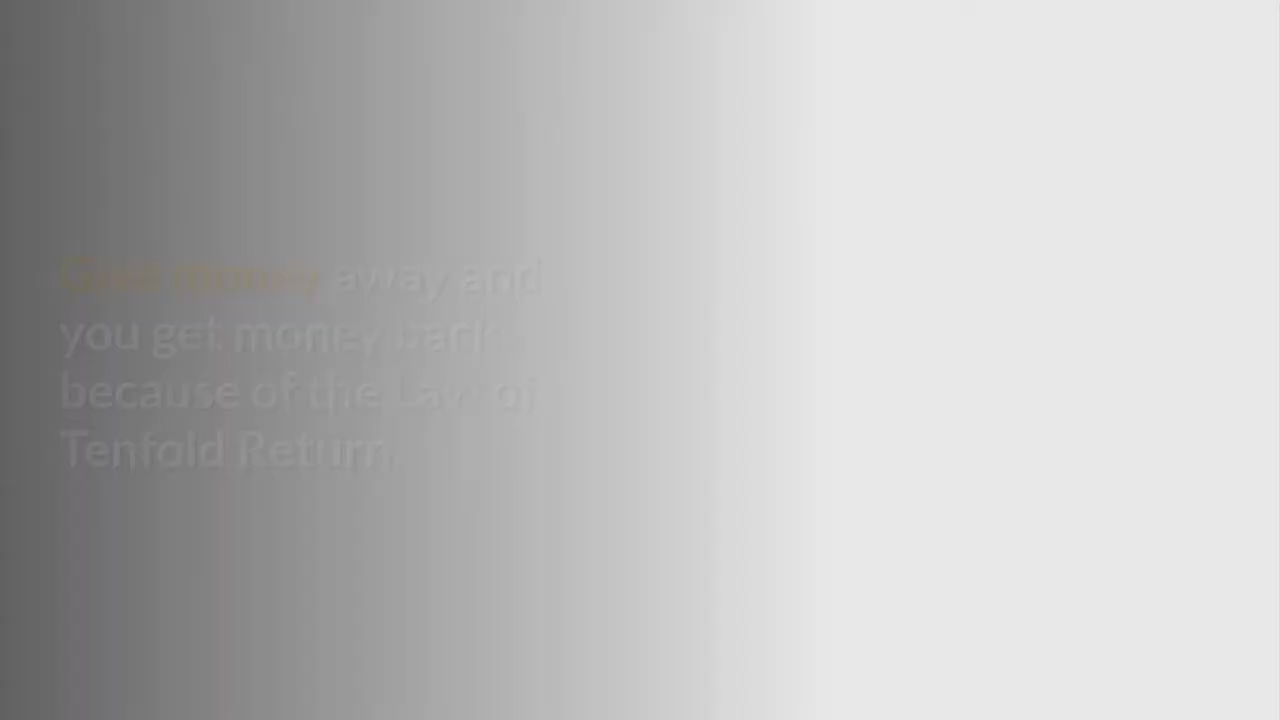 Give money away and
you get money back
because of the Law of
Tenfold Return.